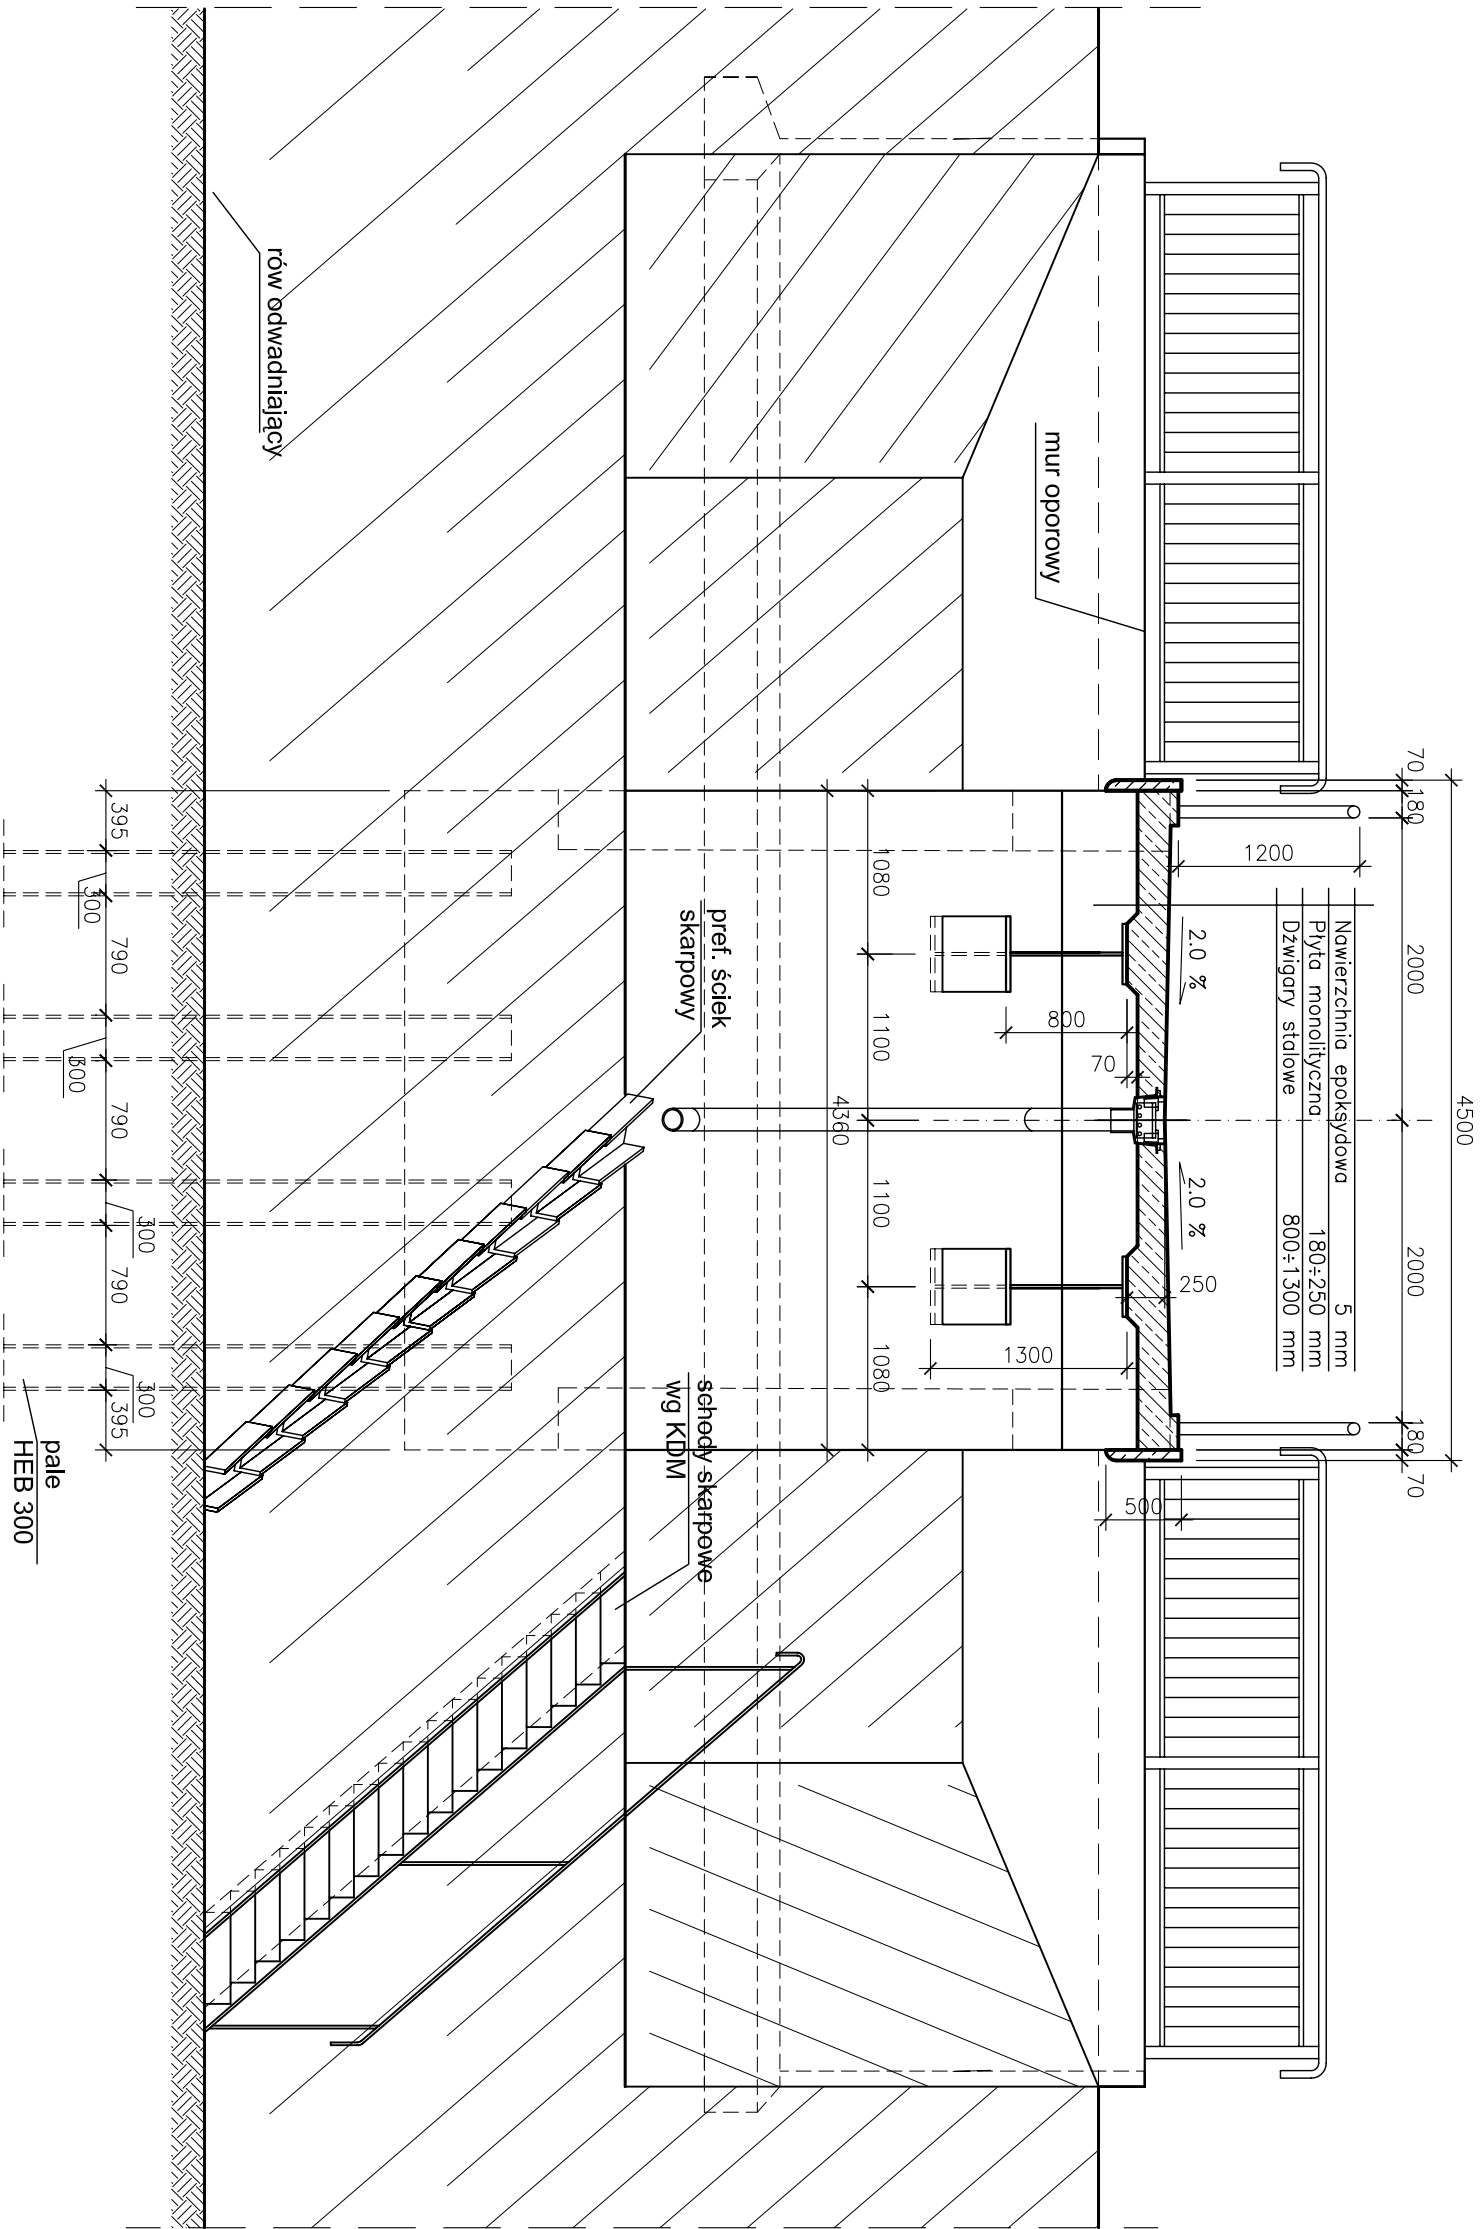 4500
70
180
2000
2000
180
70
1200
Nawierzchnia epoksydowa 5 mm
Płyta monolityczna 180÷250 mm
Dźwigary stalowe 800÷1300 mm
2.0 %
2.0 %
250
500
70
800
1300
mur oporowy
1080
1100
1100
1080
4360
pref. ściek
skarpowy
schody skarpowe
wg KDM
rów odwadniający
395
300
790
300
790
300
790
300
395
pale
HEB 300